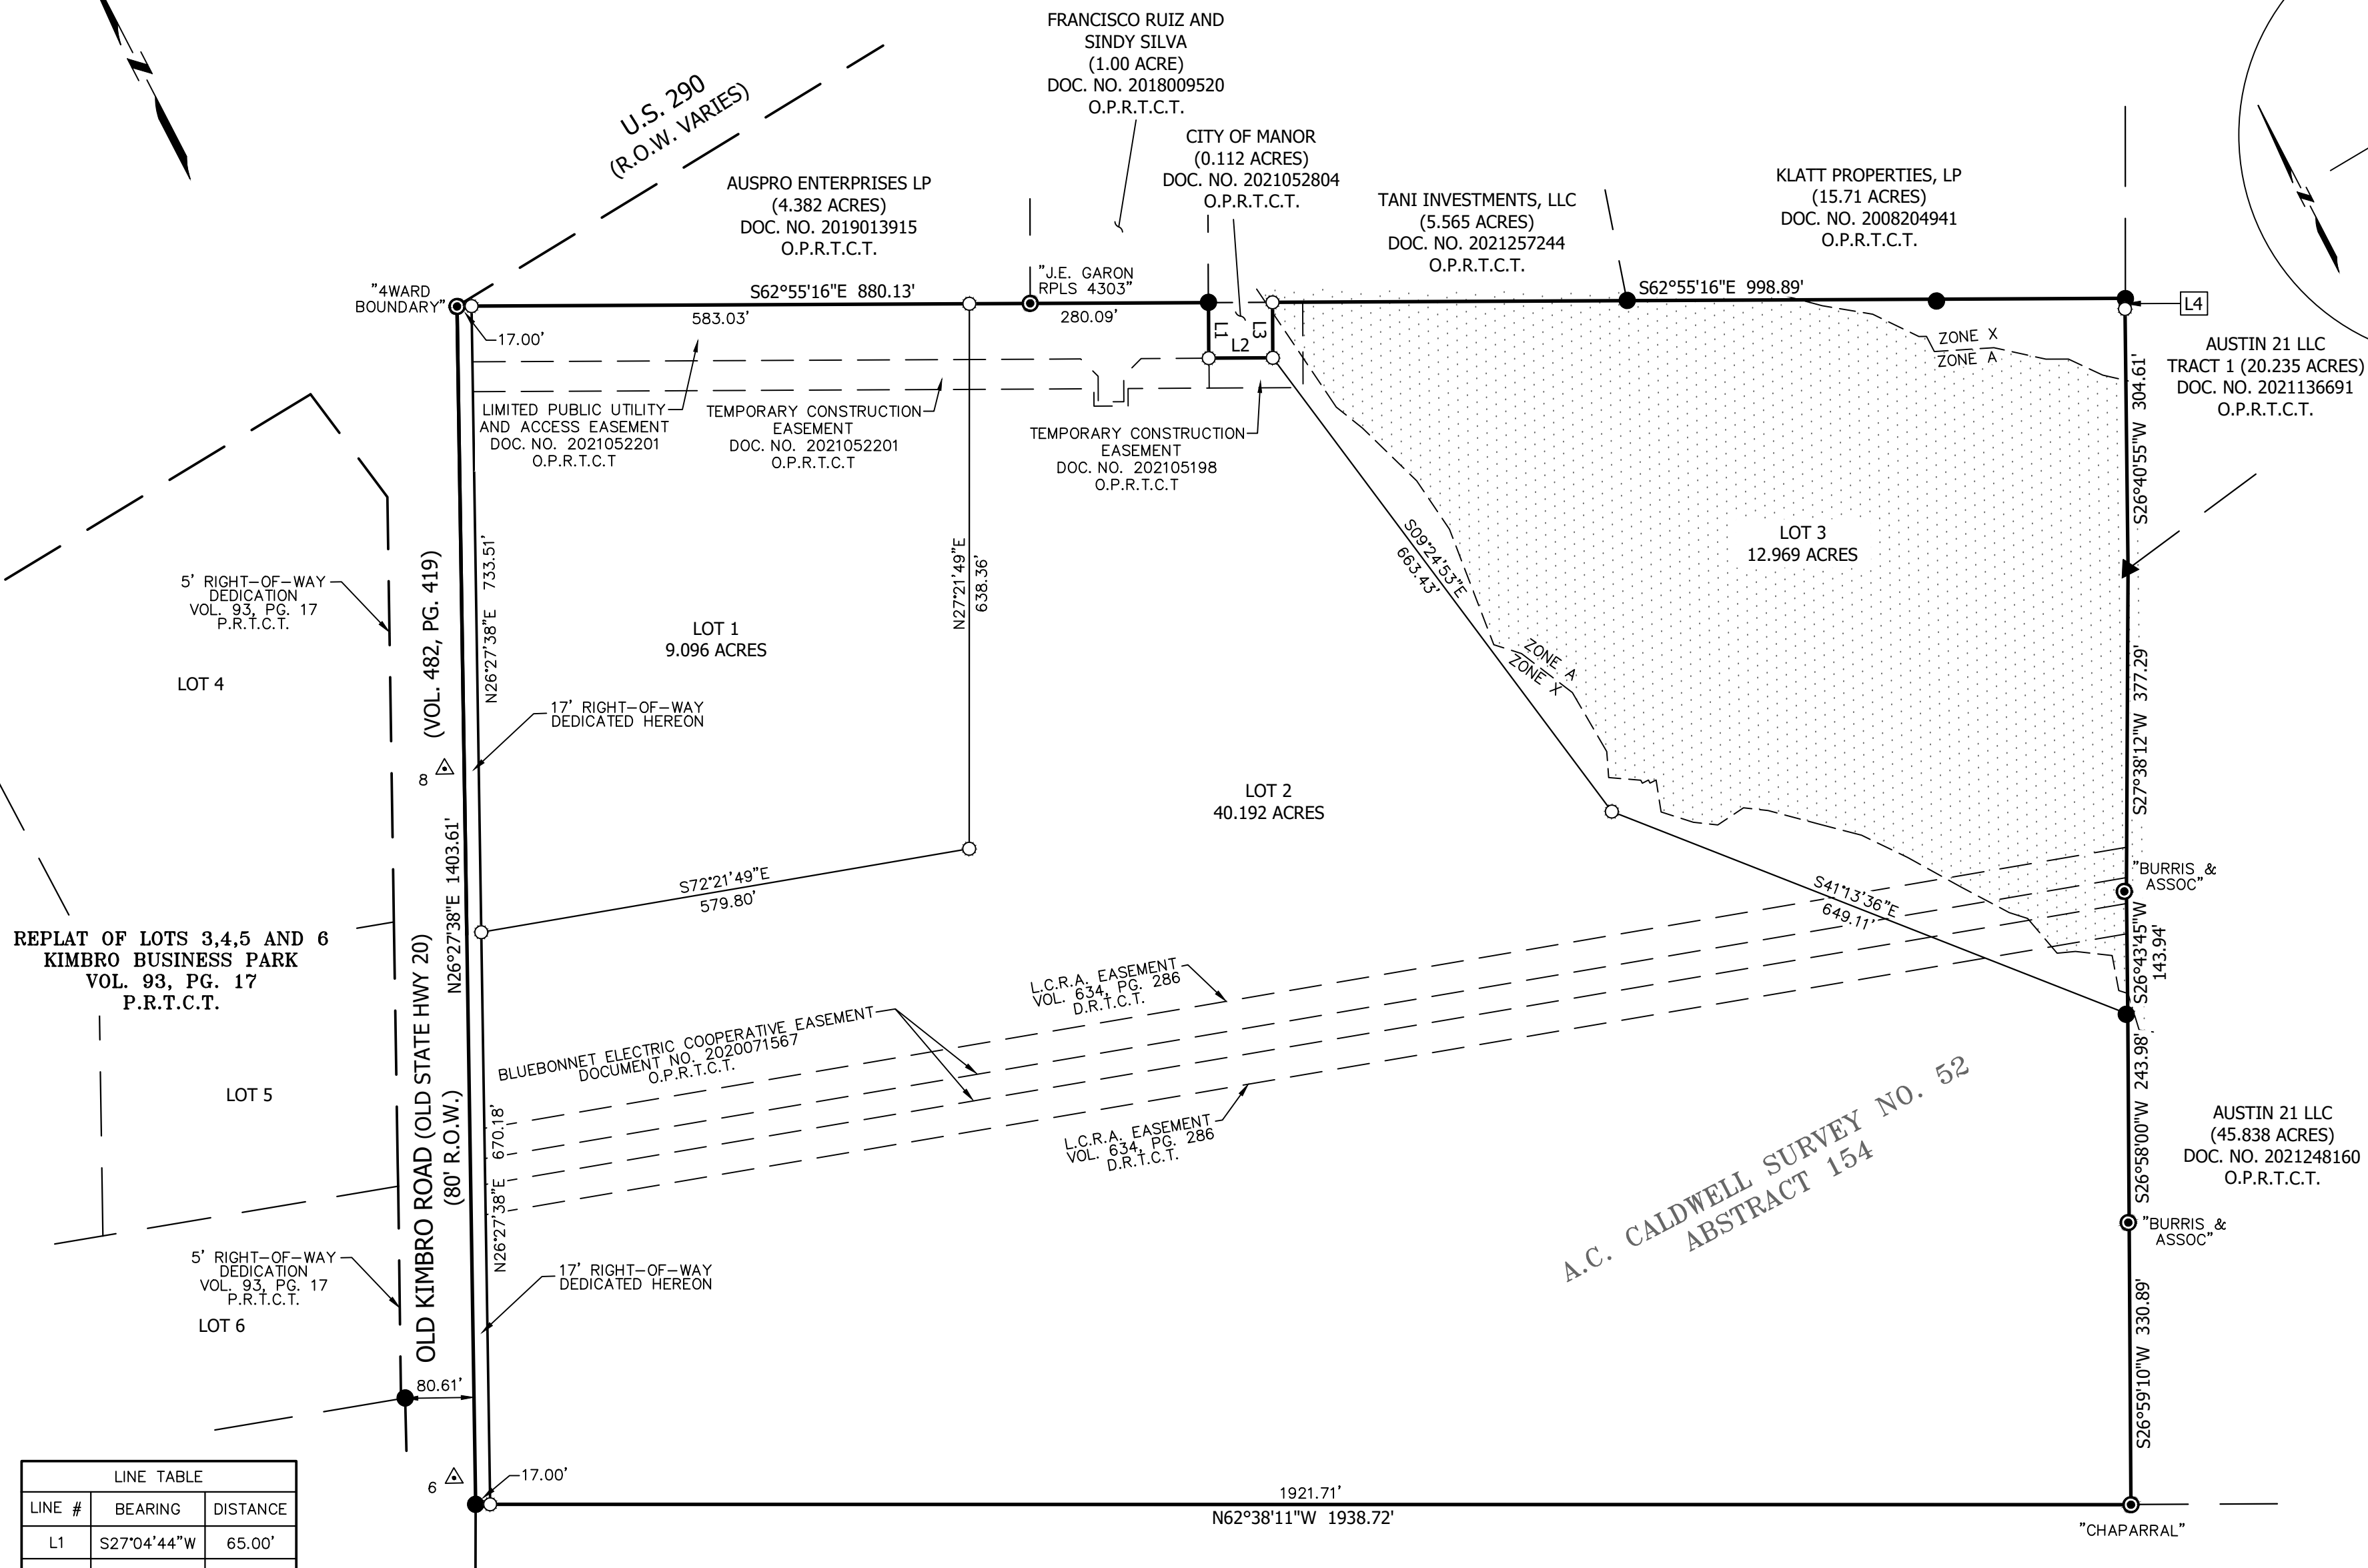 N
FRANCISCO RUIZ AND
SINDY SILVA
(1.00 ACRE)
DOC. NO. 2018009520
O.P.R.T.C.T.
U.S. 290
(R.O.W. VARIES)
CITY OF MANOR
(0.112 ACRES)
DOC. NO. 2021052804
O.P.R.T.C.T.
AUSPRO ENTERPRISES LP
(4.382 ACRES)
DOC. NO. 2019013915
O.P.R.T.C.T.
TANI INVESTMENTS, LLC
(5.565 ACRES)
DOC. NO. 2021257244
O.P.R.T.C.T.
KLATT PROPERTIES, LP
(15.71 ACRES)
DOC. NO. 2008204941
O.P.R.T.C.T.
N
"4WARD
BOUNDARY"
S62°55'16"E 880.13'
583.03'
17.00'
"J.E. GARON
RPLS 4303"
280.09'
L1
L2
L3
S62°55'16"E 998.89'
L4
ZONE X
ZONE A
AUSTIN 21 LLC
TRACT 1 (20.235 ACRES)
DOC. NO. 2021136691
O.P.R.T.C.T.
S26°40'55"W 304.61'
LIMITED PUBLIC UTILITY
AND ACCESS EASEMENT
DOC. NO. 2021052201
O.P.R.T.C.T
TEMPORARY CONSTRUCTION
EASEMENT
DOC. NO. 2021052201
O.P.R.T.C.T
TEMPORARY CONSTRUCTION
EASEMENT
DOC. NO. 202105198
O.P.R.T.C.T
5' RIGHT-OF-WAY
DEDICATION
VOL. 93, PG. 17
P.R.T.C.T.
LOT 4
(VOL. 482, PG. 419)
N26°27'38"E 733.51'
LOT 1
9.096 ACRES
N27°21'49"E
638.36'
S09°24'53"E
663.43'
LOT 3
12.969 ACRES
ZONE A
ZONE X
S27°38'12"W 377.29'
17' RIGHT-OF-WAY
DEDICATED HEREON
8
LOT 2
40.192 ACRES
N26°27'38"E 1403.61'
S72°21'49"E
579.80'
S41°13'36"E
649.11'
"BURRIS &
ASSOC"
S26°43'45"W
143.94'
REPLAT OF LOTS 3,4,5 AND 6
KIMBRO BUSINESS PARK
VOL. 93, PG. 17
P.R.T.C.T.
OLD KIMBRO ROAD (OLD STATE HWY 20)
(80' R.O.W.)
L.C.R.A. EASEMENT
VOL. 634, PG. 286
D.R.T.C.T.
BLUEBONNET ELECTRIC COOPERATIVE EASEMENT
DOCUMENT NO. 2020071567
O.P.R.T.C.T.
LOT 5
N26°27'38"E 670.18'
L.C.R.A. EASEMENT
VOL. 634, PG. 286
D.R.T.C.T.
A.C. CALDWELL SURVEY NO. 52
ABSTRACT 154
S26°58'00"W 243.98'
AUSTIN 21 LLC
(45.838 ACRES)
DOC. NO. 2021248160
O.P.R.T.C.T.
"BURRIS &
ASSOC"
5' RIGHT-OF-WAY
DEDICATION
VOL. 93, PG. 17
P.R.T.C.T.
LOT 6
17' RIGHT-OF-WAY
DEDICATED HEREON
S26°59'10"W 330.89'
80.61'
6
17.00'
1921.71'
N62°38'11"W 1938.72'
"CHAPARRAL"
LINE TABLE
LINE # BEARING DISTANCE
L1 S27°04'44"W 65.00'